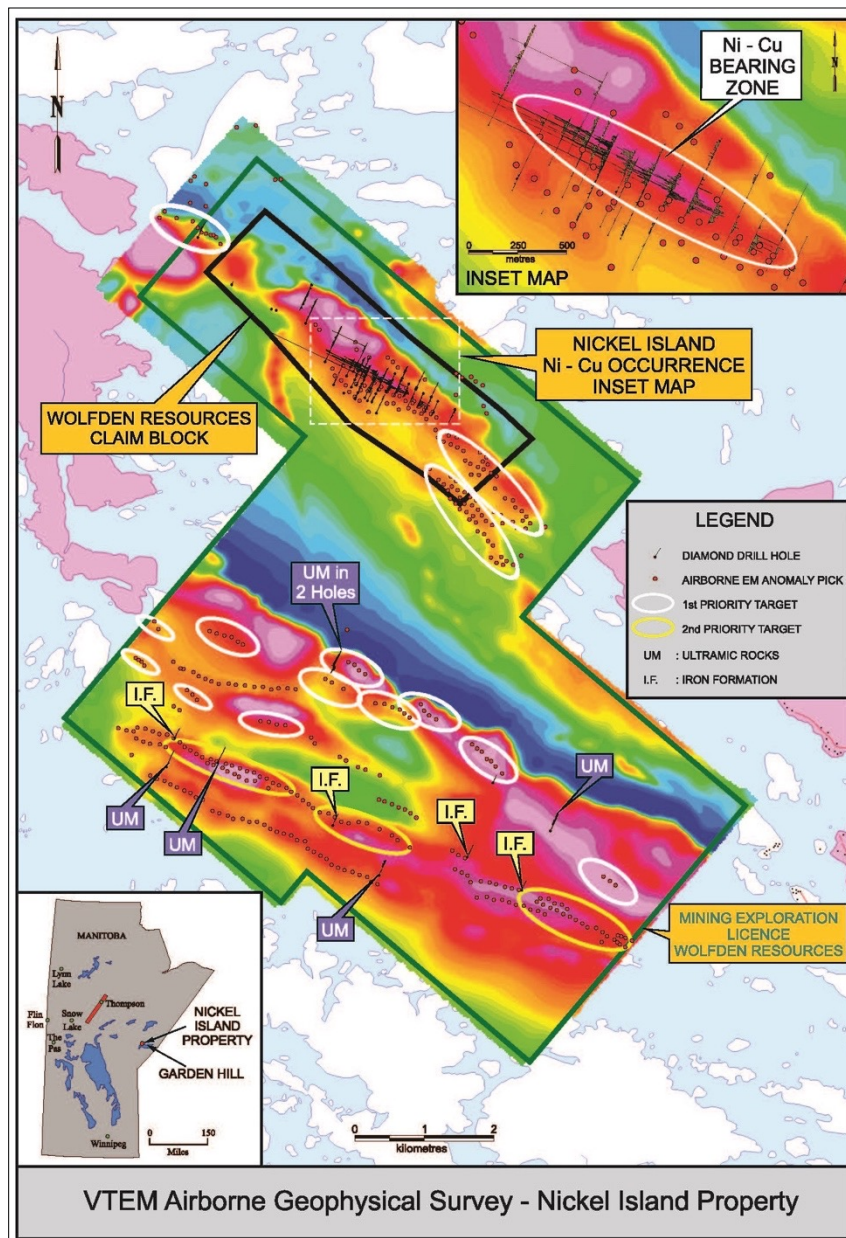 N
Ni - Cu
BEARING
ZONE
N
0 250 500
metres
INSET MAP
NICKEL ISLAND
Ni - Cu OCCURRENCE
INSET MAP
WOLFDEN RESOURCES
CLAIM BLOCK
LEGEND
DIAMOND DRILL HOLE
AIRBORNE EM ANOMALY PICK
1st PRIORITY TARGET
2nd PRIORITY TARGET
UM : ULTRAMIC ROCKS
I.F. : IRON FORMATION
UM in
2 Holes
I.F.
UM
UM
I.F.
UM
I.F.
I.F.
UM
MINING EXPLORATION
LICENCE
WOLFDEN RESOURCES
MANITOBA
Lynn
Lake
Thompson
Flin
Flon
Snow
Lake
The
Pas
NICKEL
ISLAND
PROPERTY
GARDEN HILL
Winnipeg
0 150
Miles
0 1 2
kilometres
VTEM Airborne Geophysical Survey - Nickel Island Property